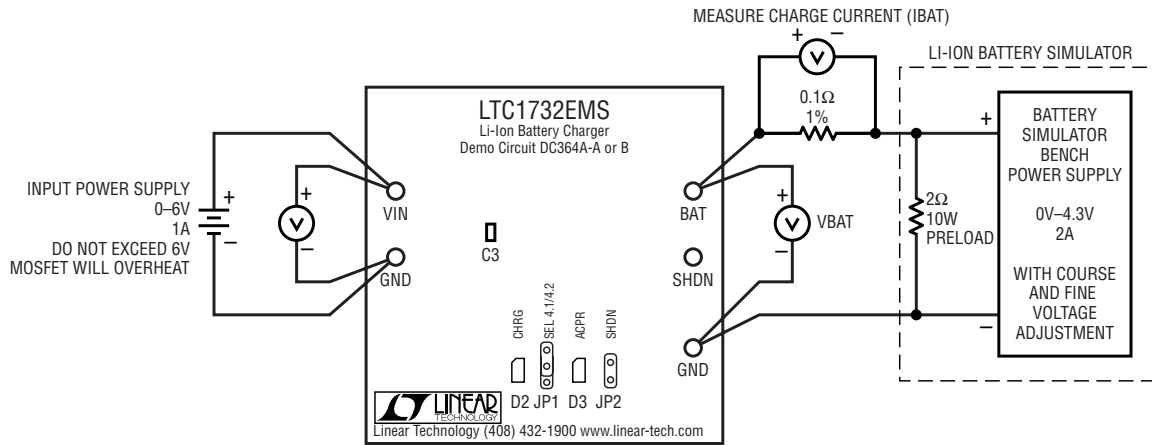 MEASURE CHARGE CURRENT (IBAT)
+ −
V
LI-ION BATTERY SIMULATOR
0.1Ω
1%
LTC1732EMS
Li-Ion Battery Charger
Demo Circuit DC364A-A or B
INPUT POWER SUPPLY
0–6V
1A
DO NOT EXCEED 6V
MOSFET WILL OVERHEAT
+
−
+
V
−
VIN
GND
C3
BAT
SHDN
GND
+
V
−
VBAT
2Ω
10W
PRELOAD
+
−
BATTERY
SIMULATOR
BENCH
POWER SUPPLY
0V–4.3V
2A
WITH COURSE
AND FINE
VOLTAGE
ADJUSTMENT
CHRG
SEL 4.1/4.2
ACPR
SHDN
D2 JP1 D3 JP2
LINEAR
TECHNOLOGY
Linear Technology (408) 432-1900 www.linear-tech.com